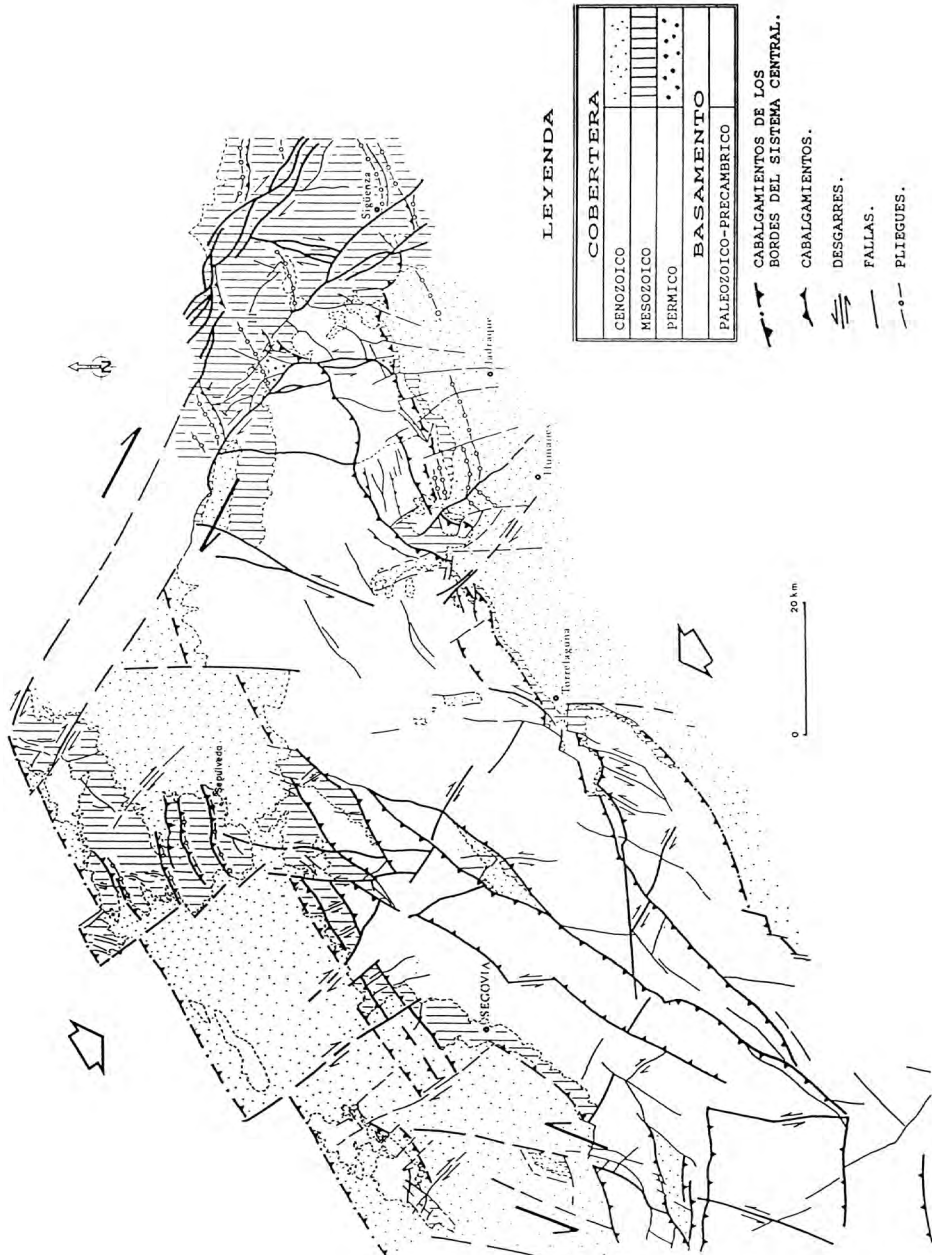 N
Sigüenza
Jadraque
Humanes
Sepúlveda
Torrelaguna
SEGOVIA
0 20 km
LEYENDA
COBERTERA
CENOZOICO
MESOZOICO
PERMICO
BASAMENTO
PALEOZOICO-PRECAMBRICO
CABALGAMIENTOS DE LOS
BORDES DEL SISTEMA CENTRAL.
CABALGAMIENTOS.
DESGARRES.
FALLAS.
PLIEGUES.